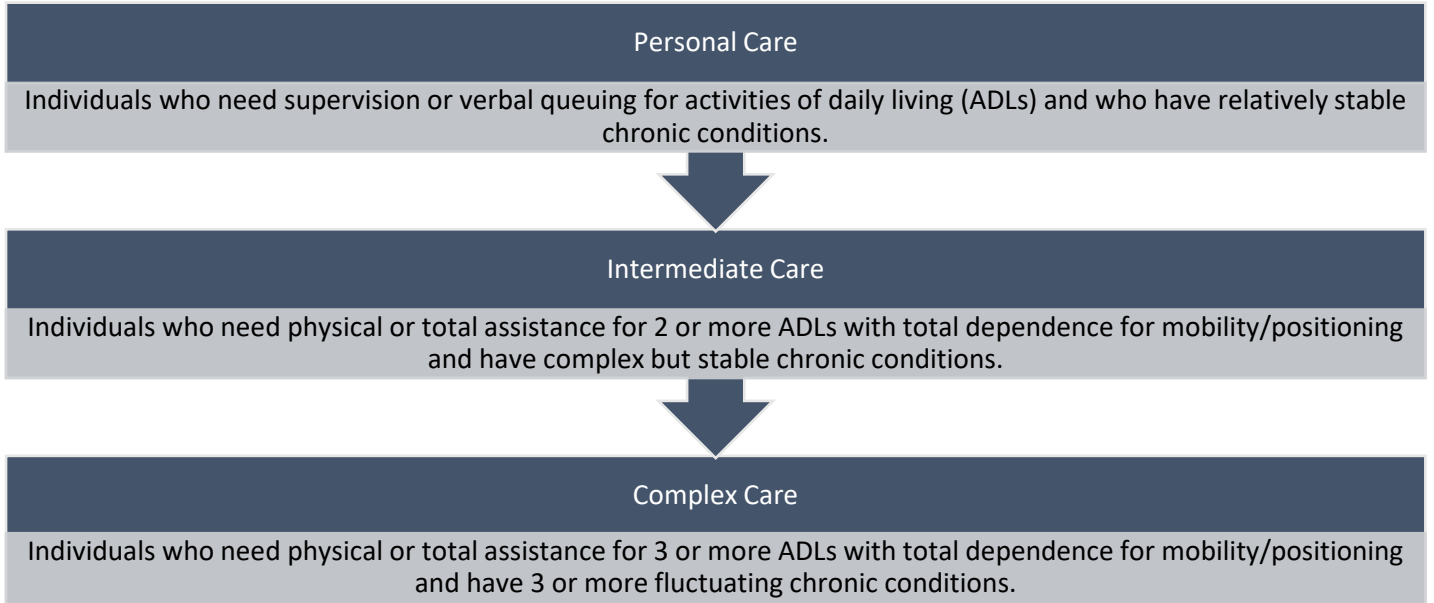 Personal Care
Individuals who need supervision or verbal queuing for activities of daily living (ADLs) and who have relatively stable
chronic conditions.
Intermediate Care
Individuals who need physical or total assistance for 2 or more ADLs with total dependence for mobility/positioning
and have complex but stable chronic conditions.
Complex Care
Individuals who need physical or total assistance for 3 or more ADLs with total dependence for mobility/positioning
and have 3 or more fluctuating chronic conditions.